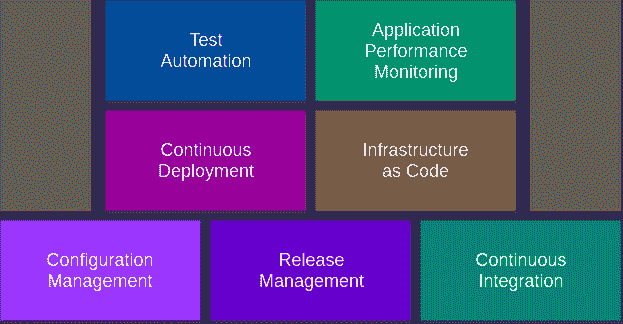 Test
Automation
Application
Performance
Monitoring
Continuous
Deployment
Infrastructure
as Code
Configuration
Management
Release
Management
Continuous
Integration